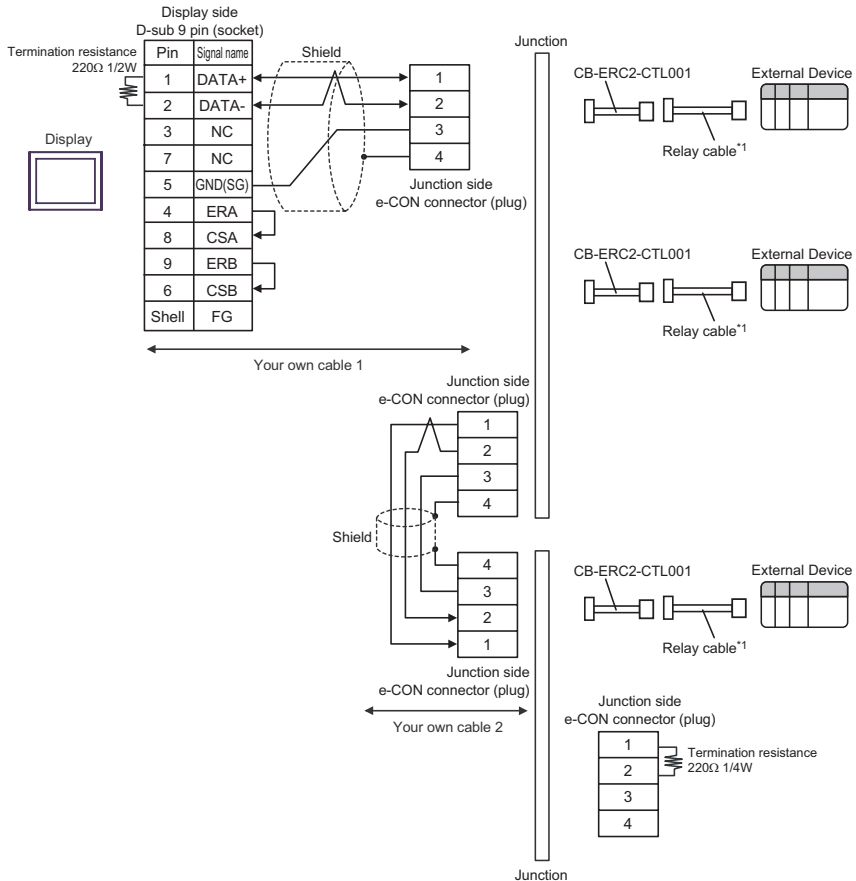 Display side
D-sub 9 pin (socket)
Termination resistance
220Ω 1/2W
Pin Signal name
1 DATA+
2 DATA-
3 NC
7 NC
5 GND(SG)
4 ERA
8 CSA
9 ERB
6 CSB
Shell FG
Display
Shield
1
2
3
4
Junction side
e-CON connector (plug)
Your own cable 1
Junction
CB-ERC2-CTL001
External Device
Relay cable*1
CB-ERC2-CTL001
External Device
Relay cable*1
Junction side
e-CON connector (plug)
1
2
3
4
Shield
4
3
2
1
Junction side
e-CON connector (plug)
Your own cable 2
CB-ERC2-CTL001
External Device
Relay cable*1
Junction side
e-CON connector (plug)
1
2
3
4
Termination resistance
220Ω 1/4W
Junction